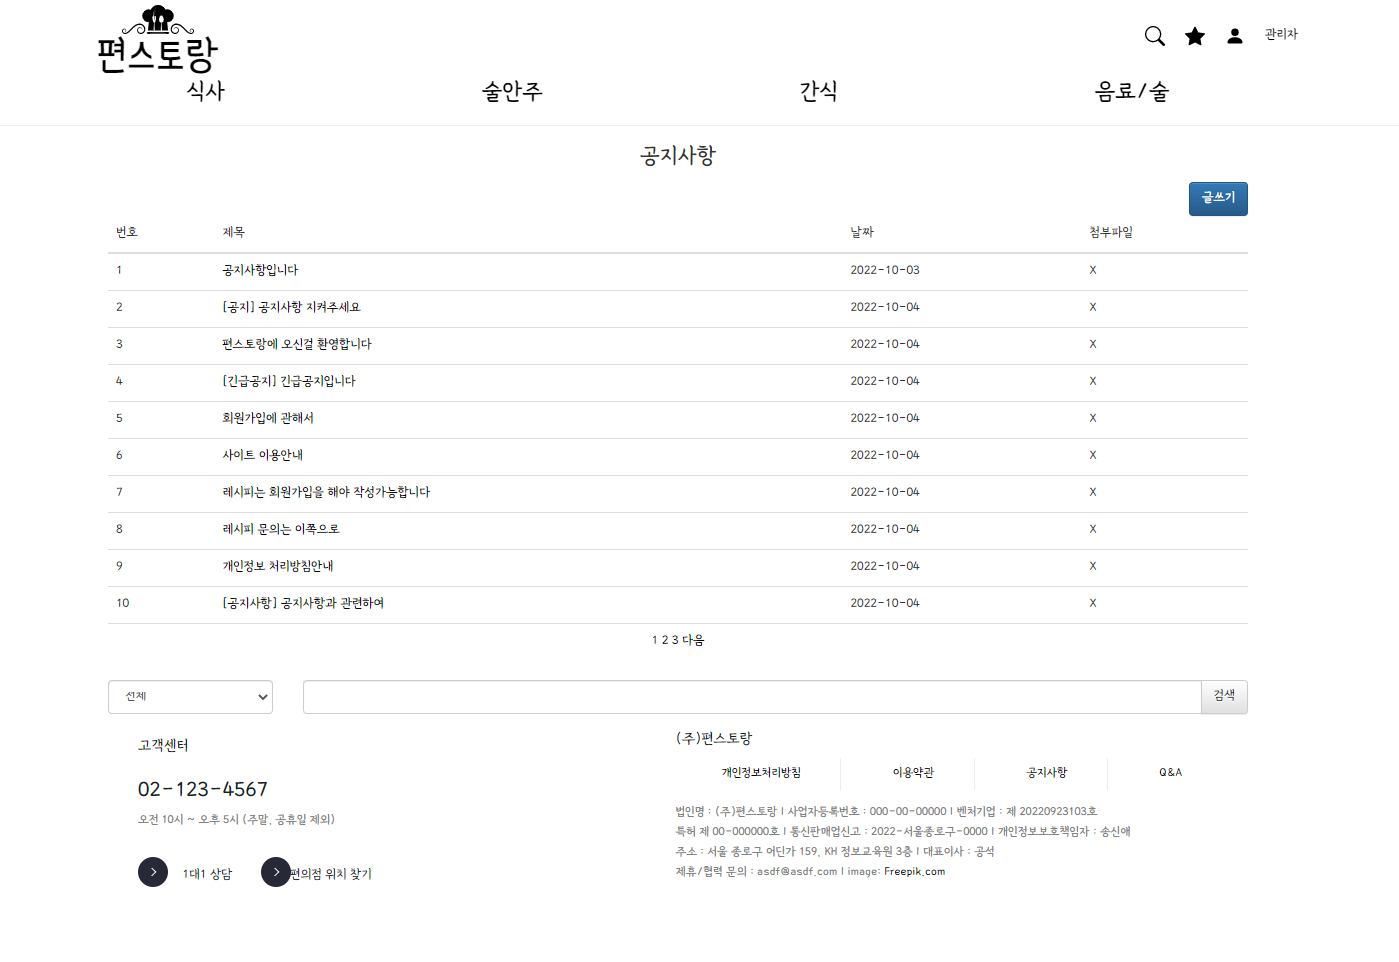 편스토랑
관리자
식사 술안주 간식 음료/술
공지사항
글쓰기
번호 제목 날짜 첨부파일
1 공지사항입니다 2022-10-03 X
2 [공지] 공지사항 지켜주세요 2022-10-04 X
3 편스토랑에 오신걸 환영합니다 2022-10-04 X
4 [긴급공지] 긴급공지입니다 2022-10-04 X
5 회원가입에 관해서 2022-10-04 X
6 사이트 이용안내 2022-10-04 X
7 레시피는 회원가입을 해야 작성가능합니다 2022-10-04 X
8 레시피 문의는 이쪽으로 2022-10-04 X
9 개인정보 처리방침안내 2022-10-04 X
10 [공지사항] 공지사항과 관련하여 2022-10-04 X
1 2 3 다음
전체 검색
고객센터
02-123-4567
오전 10시 ~ 오후 5시 (주말, 공휴일 제외)
1대1 상담 편의점 위치 찾기
(주)편스토랑
개인정보처리방침 이용약관 공지사항 Q&A
법인명 : (주)편스토랑 | 사업자등록번호 : 000-00-00000 | 벤처기업 : 제 20220923103호
특허 제 00-000000호 | 통신판매업신고 : 2022-서울종로구-0000 | 개인정보보호책임자 : 송신애
주소 : 서울 종로구 어딘가 159, KH 정보교육원 3층 | 대표이사 : 공석
제휴/협력 문의 : asdf@asdf.com | image: Freepik.com